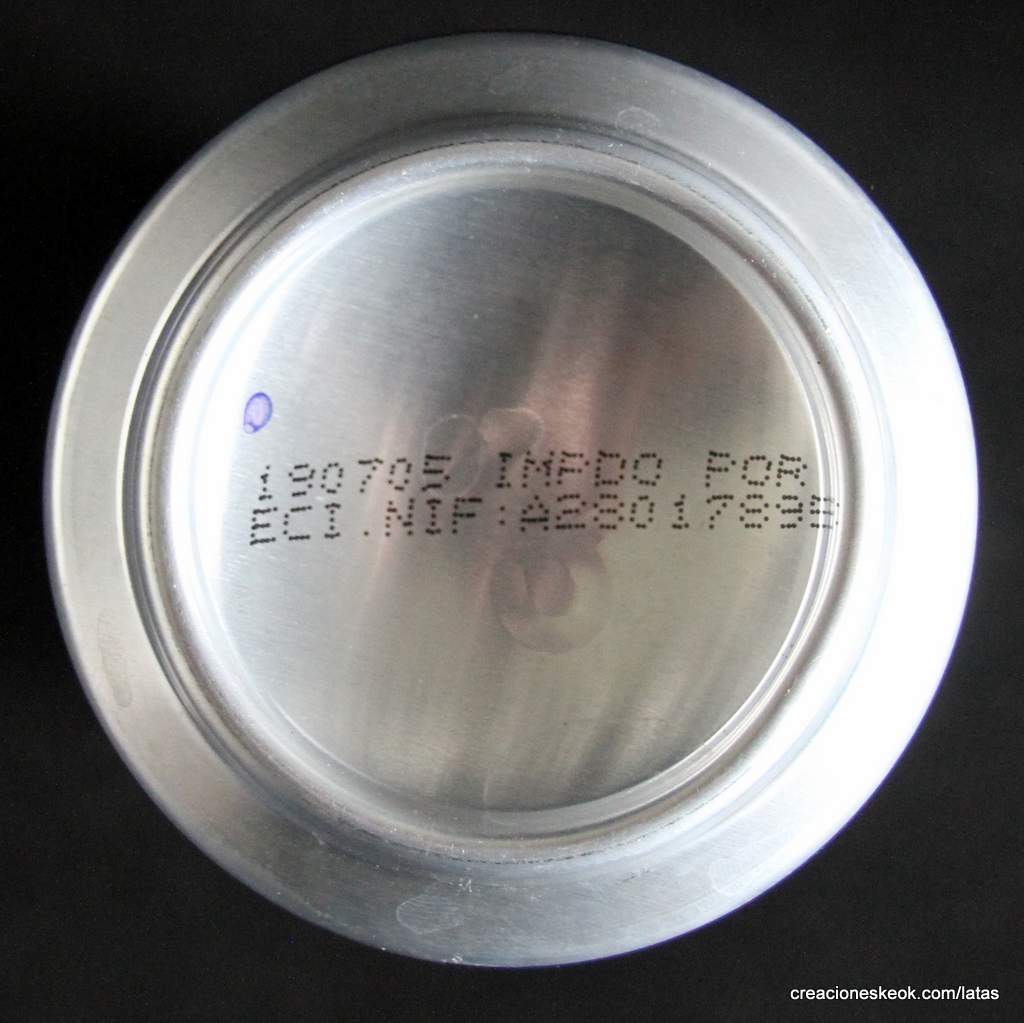 190705 IMPDO POR
ECI.NIF:A28017895
creacioneskeok.com/latas